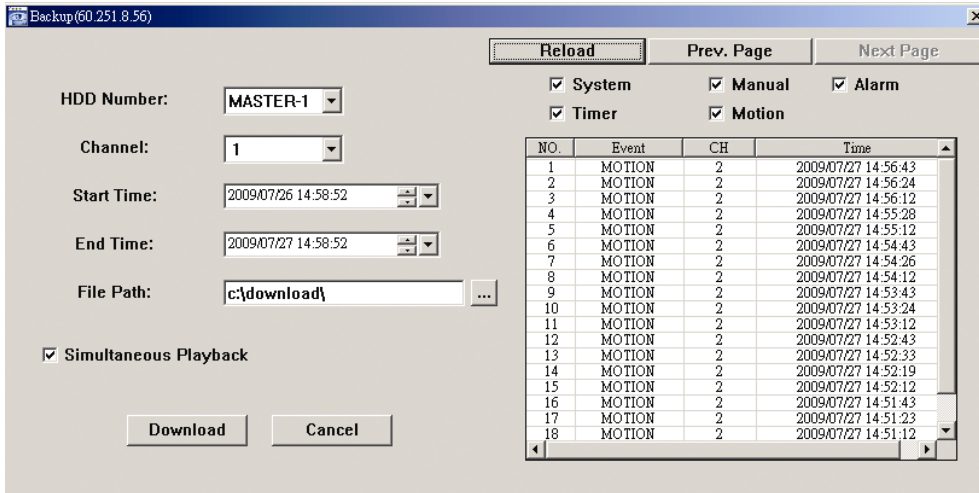 Backup(60.251.8.56)
Reload Prev. Page Next Page
System Manual Alarm
Timer Motion
HDD Number: MASTER-1
Channel: 1
Start Time: 2009/07/26 14:58:52
End Time: 2009/07/27 14:58:52
File Path: c:\download\ ...
Simultaneous Playback
Download Cancel
NO. Event CH Time
1 MOTION 2 2009/07/27 14:56:43
2 MOTION 2 2009/07/27 14:56:24
3 MOTION 2 2009/07/27 14:56:12
4 MOTION 2 2009/07/27 14:55:28
5 MOTION 2 2009/07/27 14:55:12
6 MOTION 2 2009/07/27 14:54:43
7 MOTION 2 2009/07/27 14:54:26
8 MOTION 2 2009/07/27 14:54:12
9 MOTION 2 2009/07/27 14:53:43
10 MOTION 2 2009/07/27 14:53:24
11 MOTION 2 2009/07/27 14:53:12
12 MOTION 2 2009/07/27 14:52:43
13 MOTION 2 2009/07/27 14:52:33
14 MOTION 2 2009/07/27 14:52:19
15 MOTION 2 2009/07/27 14:52:12
16 MOTION 2 2009/07/27 14:51:43
17 MOTION 2 2009/07/27 14:51:23
18 MOTION 2 2009/07/27 14:51:12